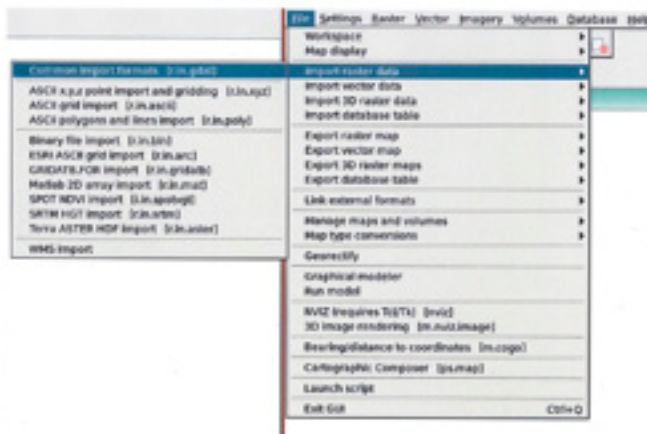 File Settings Raster Vector Imagery Volumes Database Help
Workspace
Map display
Import raster data
Import vector data
Import 3D raster data
Import database table
Export raster map
Export vector map
Export 3D raster maps
Export database table
Link external formats
Manage maps and volumes
Map type conversions
Georectify
Graphical modeler
Run model
NVIZ (requires Tcl/Tk) [nviz]
3D image rendering [m.nviz.image]
Bearing/distance to coordinates [m.cogo]
Cartographic Composer [ps.map]
Launch script
Exit GUI Ctrl+Q
Common import formats [r.in.gdal]
ASCII x,y,z point import and gridding [r.in.xyz]
ASCII grid import [r.in.ascii]
ASCII polygons and lines import [r.in.poly]
Binary file import [r.in.bin]
ESRI ASCII grid import [r.in.arc]
GRIDATB.FOR import [r.in.gridatb]
Matlab 2D array import [r.in.mat]
SPOT NDVI import [i.in.spotvgt]
SRTM HGT import [r.in.srtm]
Terra ASTER HDF import [r.in.aster]
WMS import